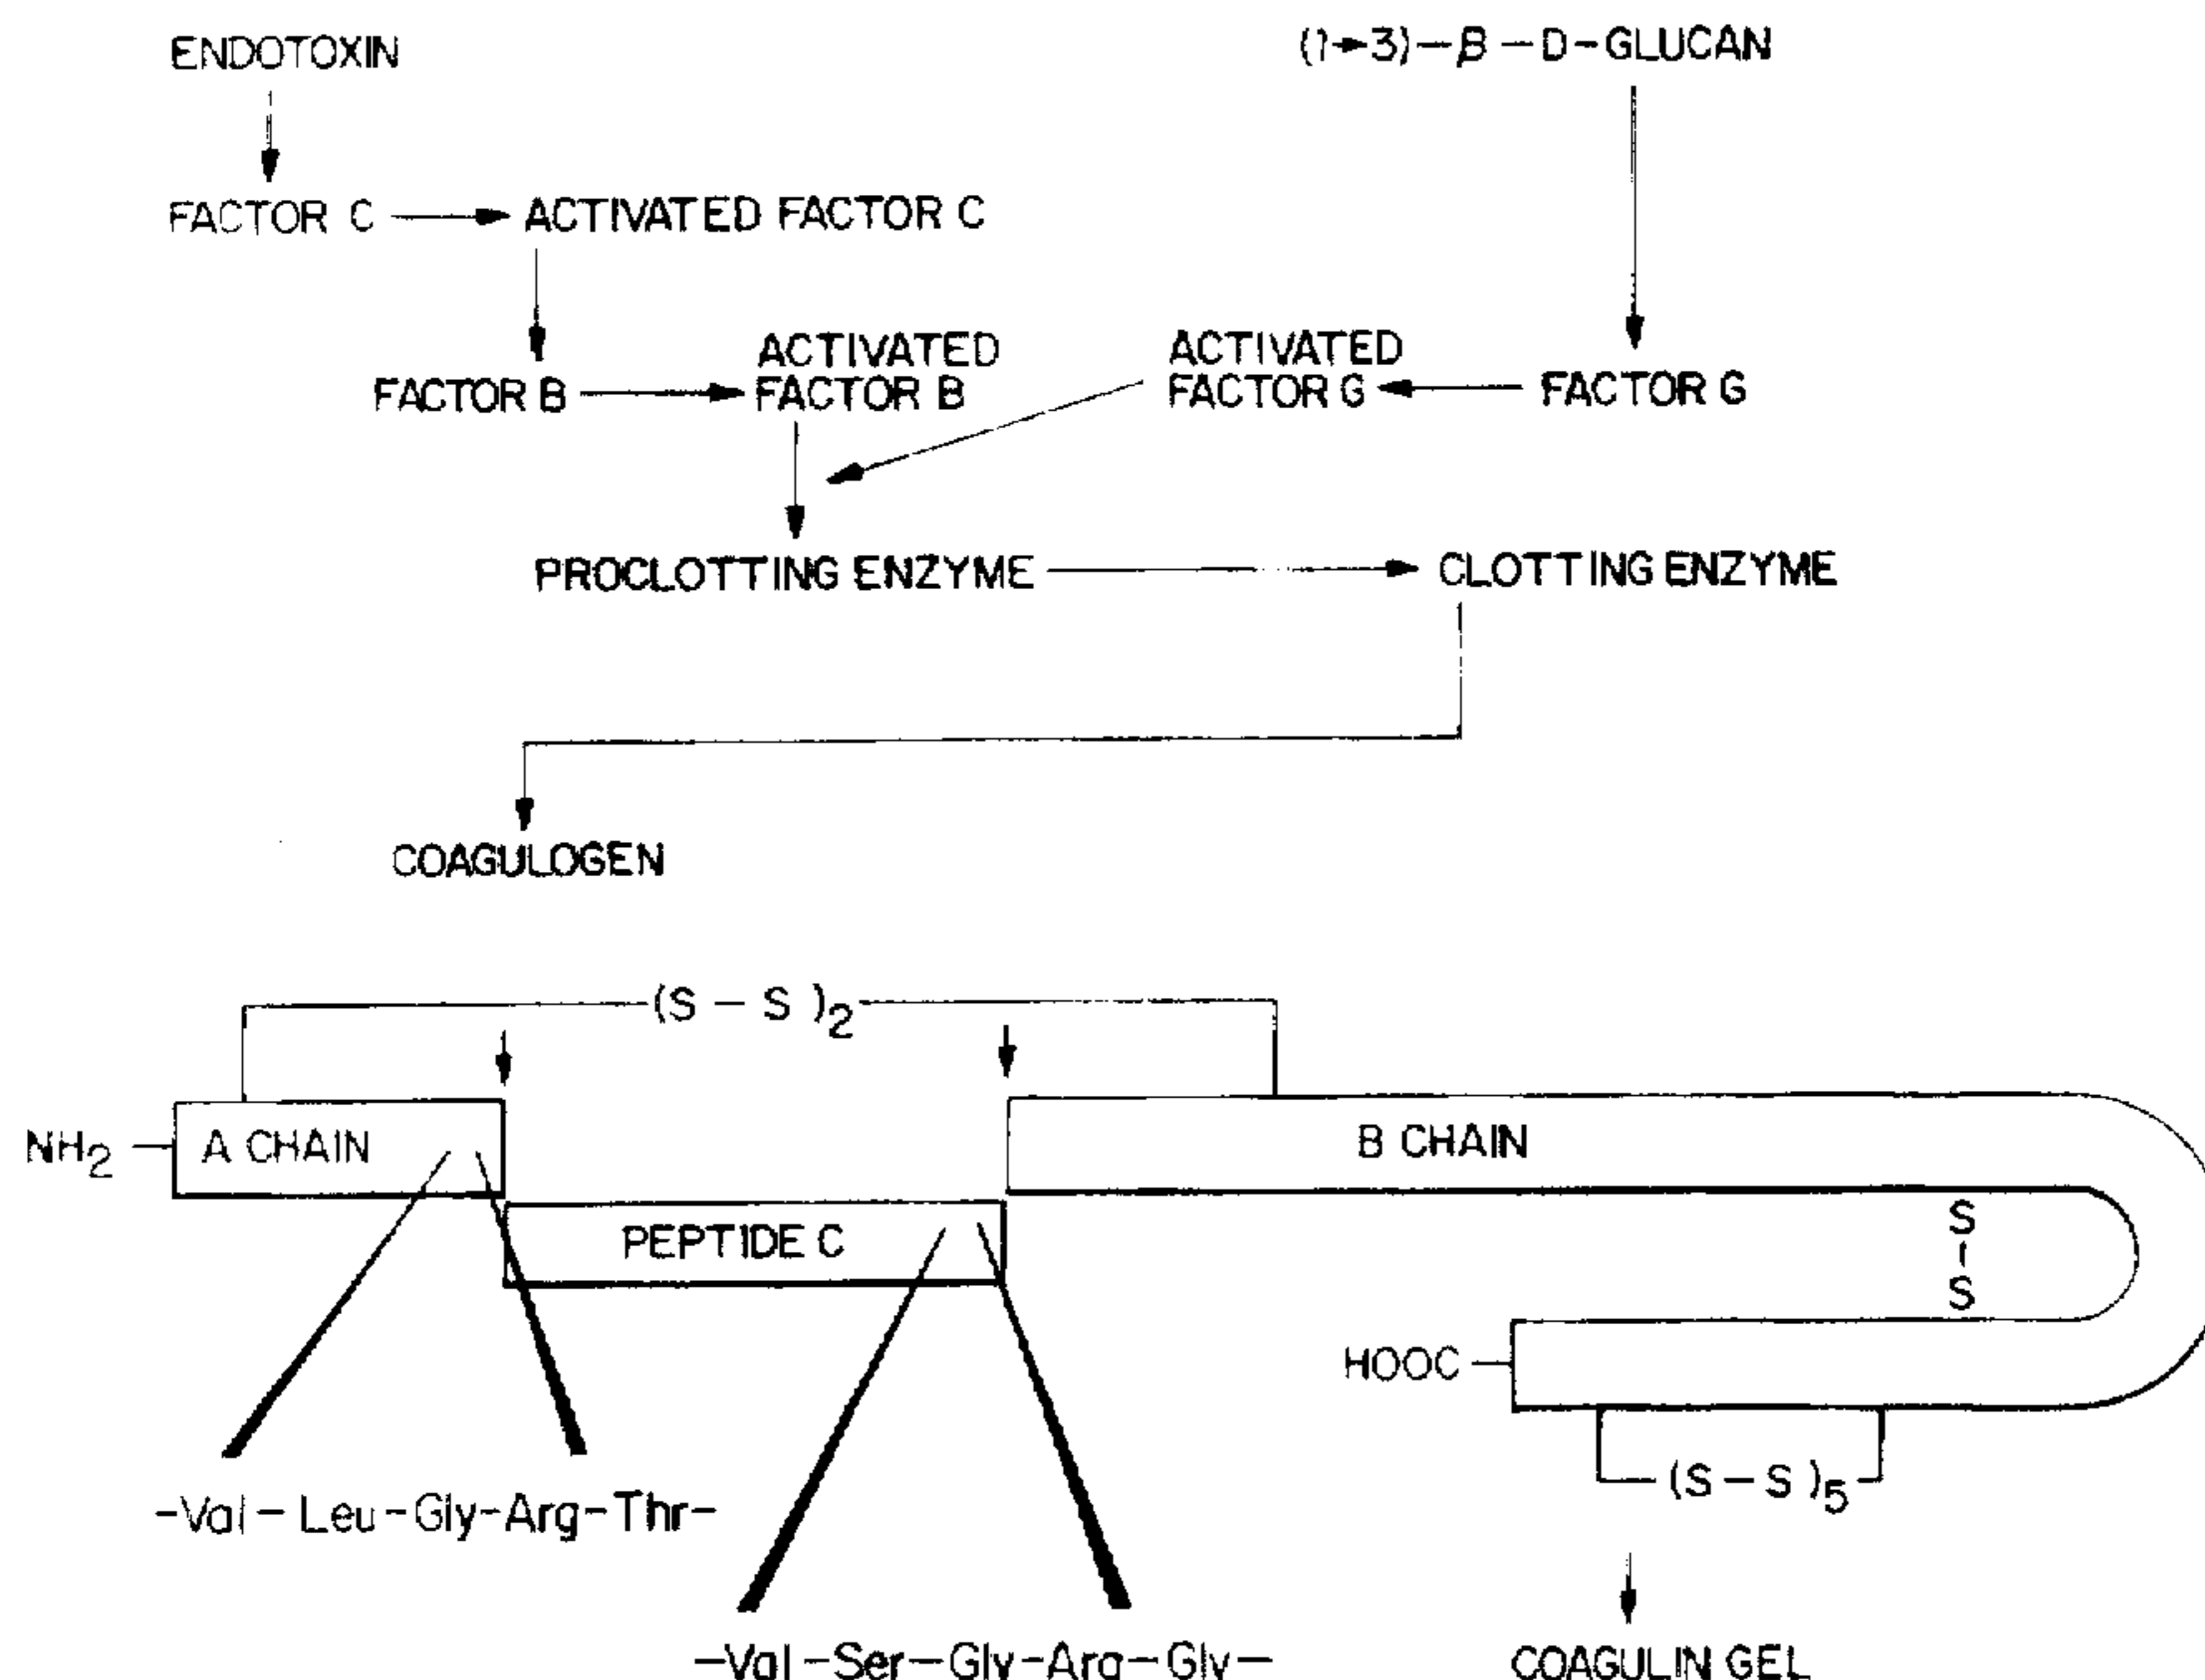 ENDOTOXIN
(1→3)–β–D–GLUCAN
FACTOR C
ACTIVATED FACTOR C
ACTIVATED
FACTOR B
ACTIVATED
FACTOR G
FACTOR B
FACTOR G
PROCLOTTING ENZYME
CLOTTING ENZYME
COAGULOGEN
(S – S)2
NH2
A CHAIN
B CHAIN
PEPTIDE C
S
S
HOOC
(S – S)5
-Val-Leu-Gly-Arg-Thr-
-Val-Ser-Gly-Arg-Gly-
COAGULIN GEL